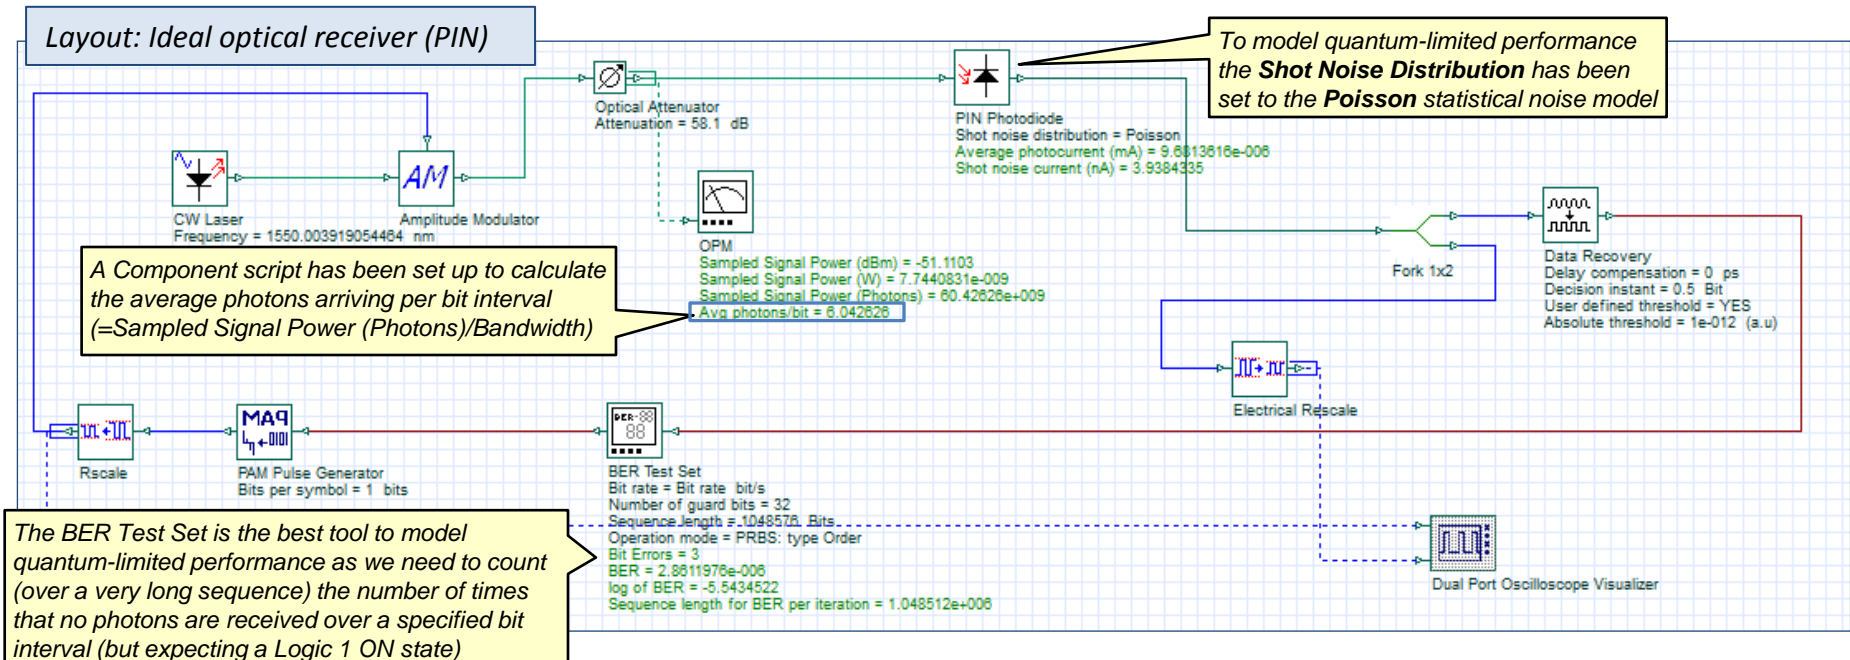 Layout: Ideal optical receiver (PIN)
To model quantum-limited performance
the Shot Noise Distribution has been
set to the Poisson statistical noise model
Optical Attenuator
Attenuation = 58.1 dB
PIN Photodiode
Shot noise distribution = Poisson
Average photocurrent (mA) = 9.6813616e-006
Shot noise current (nA) = 3.9384335
AM
CW Laser
Frequency = 1550.003919054464 nm
Amplitude Modulator
OPM
Sampled Signal Power (dBm) = -51.1103
Sampled Signal Power (W) = 7.7440831e-009
Sampled Signal Power (Photons) = 60.42626e+009
Avg photons/bit = 6.042626
A Component script has been set up to calculate
the average photons arriving per bit interval
(=Sampled Signal Power (Photons)/Bandwidth)
Fork 1x2
Data Recovery
Delay compensation = 0 ps
Decision instant = 0.5 Bit
User defined threshold = YES
Absolute threshold = 1e-012 (a.u)
Electrical Rescale
Rscale
PAM
0101
PAM Pulse Generator
Bits per symbol = 1 bits
BER-88
88
BER Test Set
Bit rate = Bit rate bit/s
Number of guard bits = 32
Sequence length = 1048576 Bits
Operation mode = PRBS: type Order
Bit Errors = 3
BER = 2.8611976e-006
log of BER = -5.5434522
Sequence length for BER per iteration = 1.048512e+006
The BER Test Set is the best tool to model
quantum-limited performance as we need to count
(over a very long sequence) the number of times
that no photons are received over a specified bit
interval (but expecting a Logic 1 ON state)
Dual Port Oscilloscope Visualizer